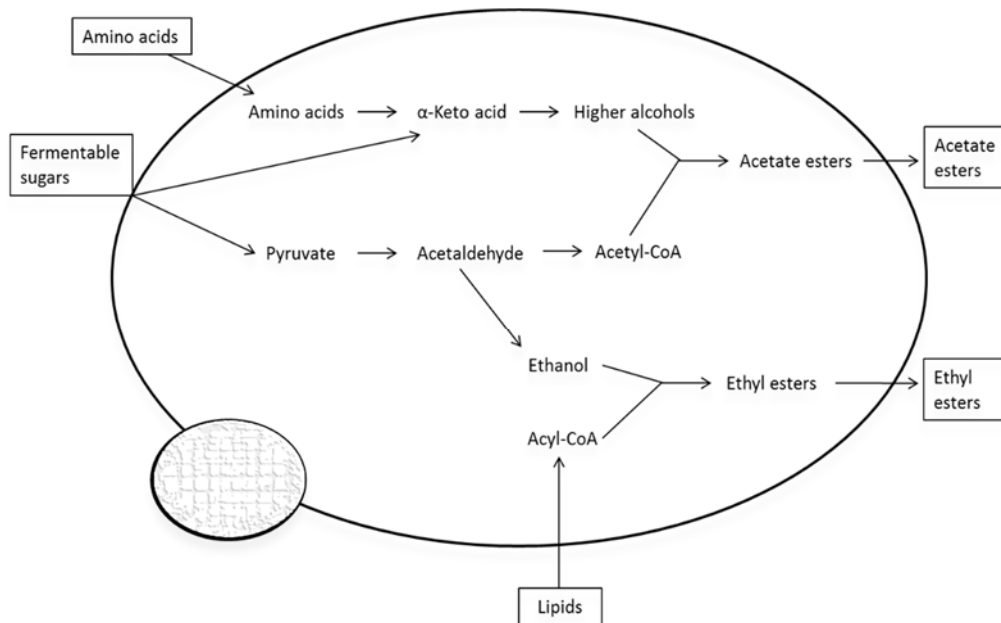 Amino acids
Amino acids
α-Keto acid
Higher alcohols
Fermentable
sugars
Acetate esters
Acetate
esters
Pyruvate
Acetaldehyde
Acetyl-CoA
Ethanol
Ethyl esters
Ethyl
esters
Acyl-CoA
Lipids